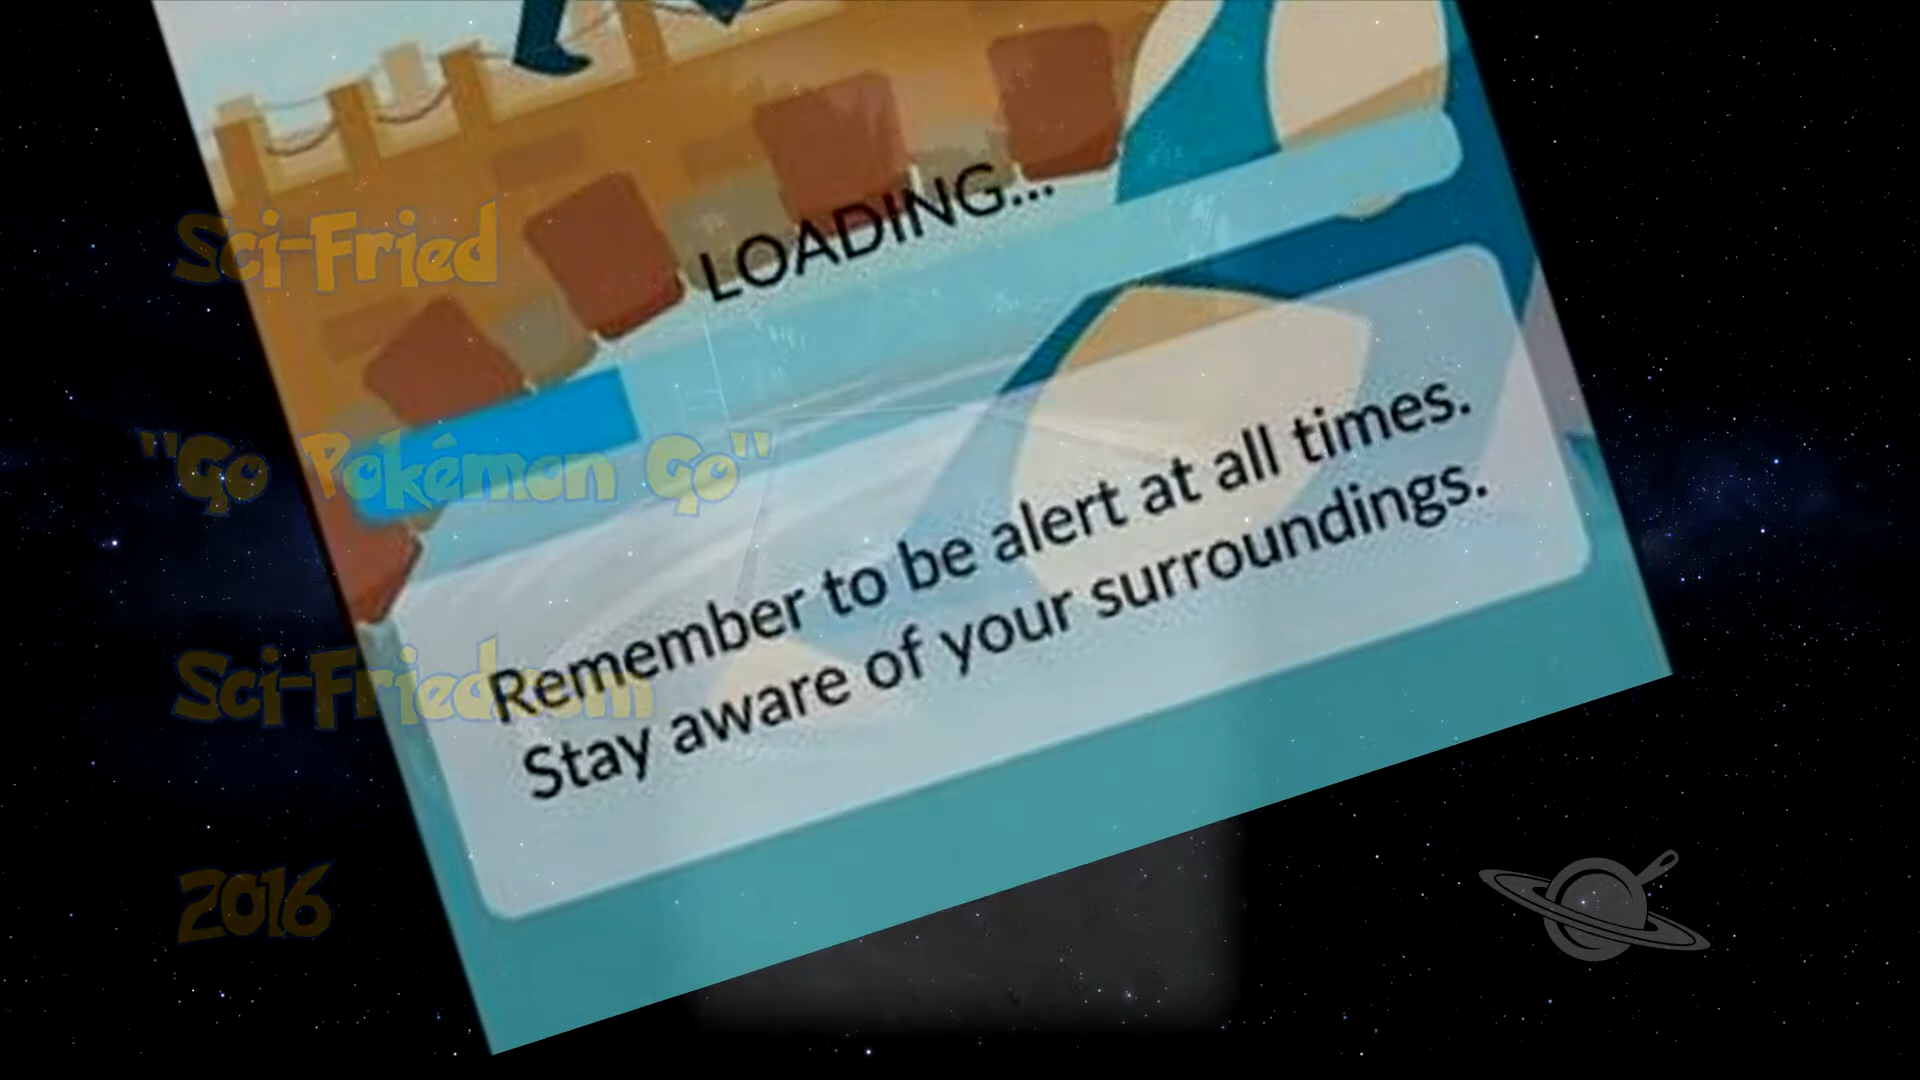 LOADING...
Remember to be alert at all times.
Stay aware of your surroundings.
Sci-Fried
"Go Pokémon Go"
2016